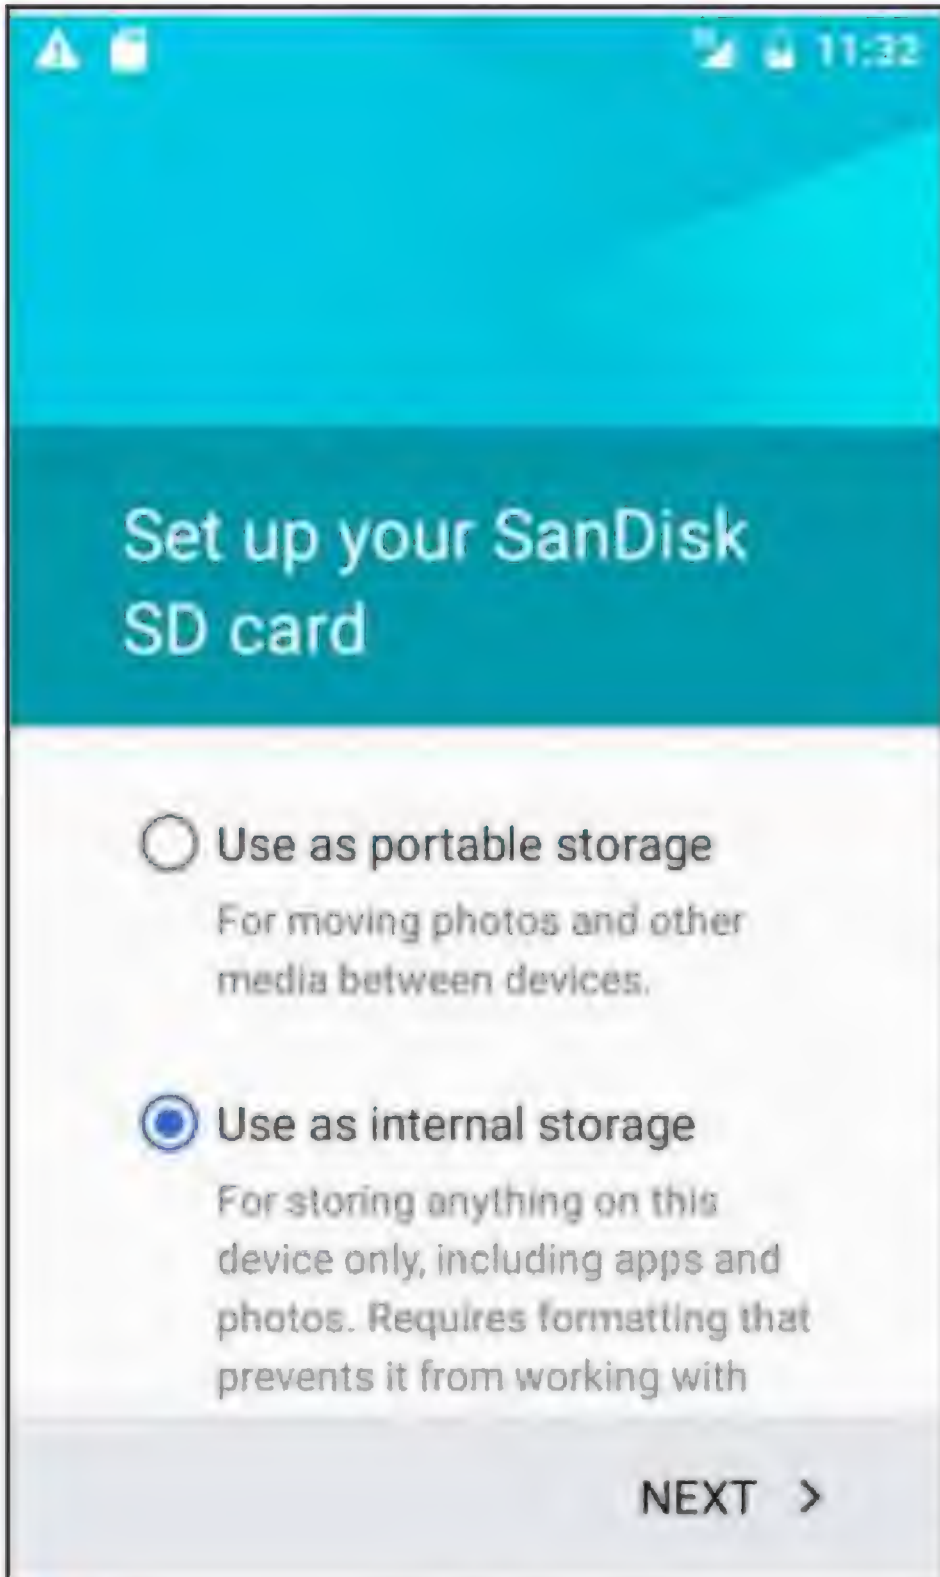 11:32
Set up your SanDisk
SD card
Use as portable storage
For moving photos and other
media between devices.
Use as internal storage
For storing anything on this
device only, including apps and
photos. Requires formatting that
prevents it from working with
NEXT >